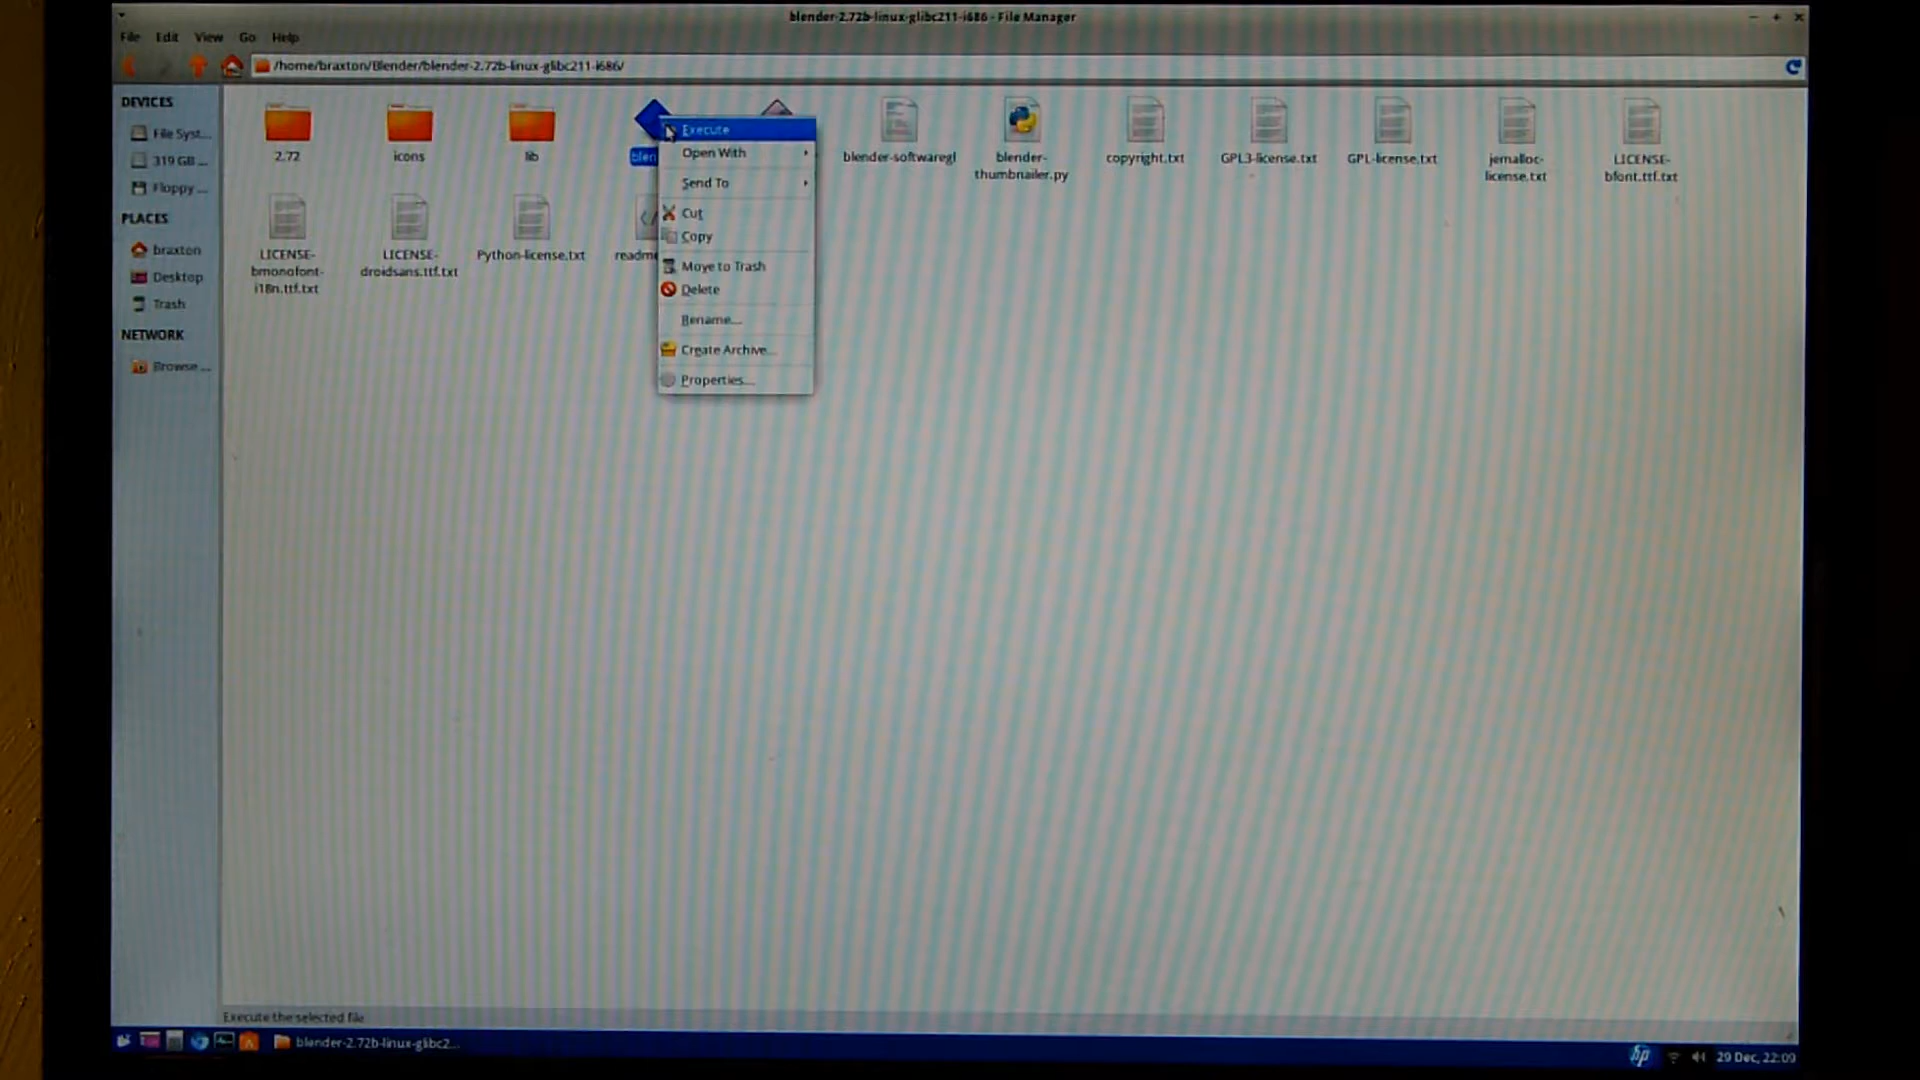 blender-2.72b-linux-glibc211-i686 - File Manager
File Edit View Go Help
/home/braxton/Blender/blender-2.72b-linux-glibc211-i686/
DEVICES
File Syst...
319 GB ...
Floppy ...
PLACES
braxton
Desktop
Trash
NETWORK
Browse ...
2.72
icons
lib
blen
blender-softwaregl
blender-
thumbnailer.py
copyright.txt
GPL3-license.txt
GPL-license.txt
jemalloc-
license.txt
LICENSE-
bfont.ttf.txt
LICENSE-
bmonofont-
i18n.ttf.txt
LICENSE-
droidsans.ttf.txt
Python-license.txt
readme
Execute
Open With
Send To
Cut
Copy
Move to Trash
Delete
Rename...
Create Archive...
Properties...
Execute the selected file
blender-2.72b-linux-glibc2...
hp
29 Dec, 22:09